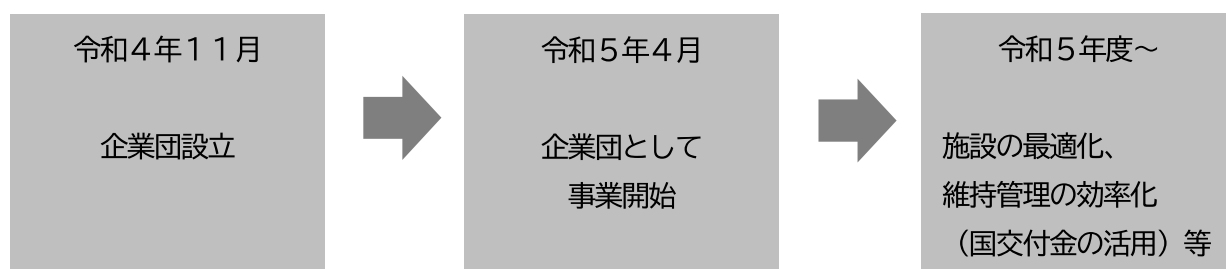 令和４年１１月
企業団設立
令和５年４月
企業団として
事業開始
令和５年度～
施設の最適化、
維持管理の効率化
（国交付金の活用）等